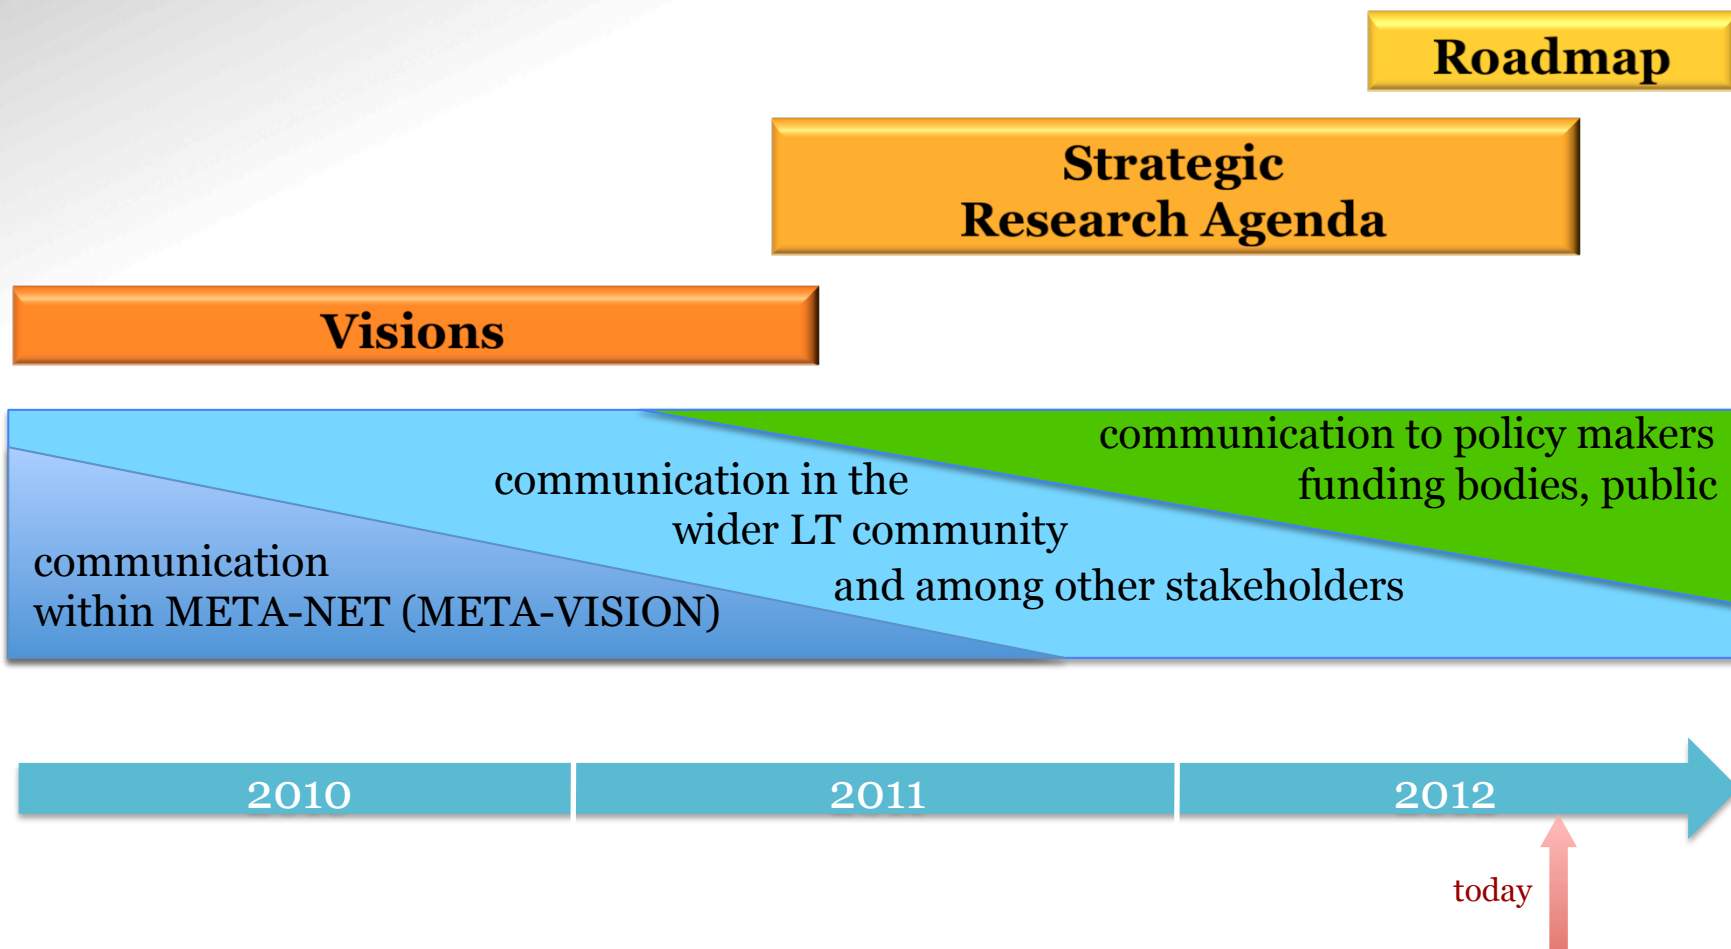 Roadmap
Strategic
Research Agenda
Visions
communication to policy makers
funding bodies, public
communication in the
wider LT community
and among other stakeholders
communication
within META-NET (META-VISION)
2010
2011
2012
today